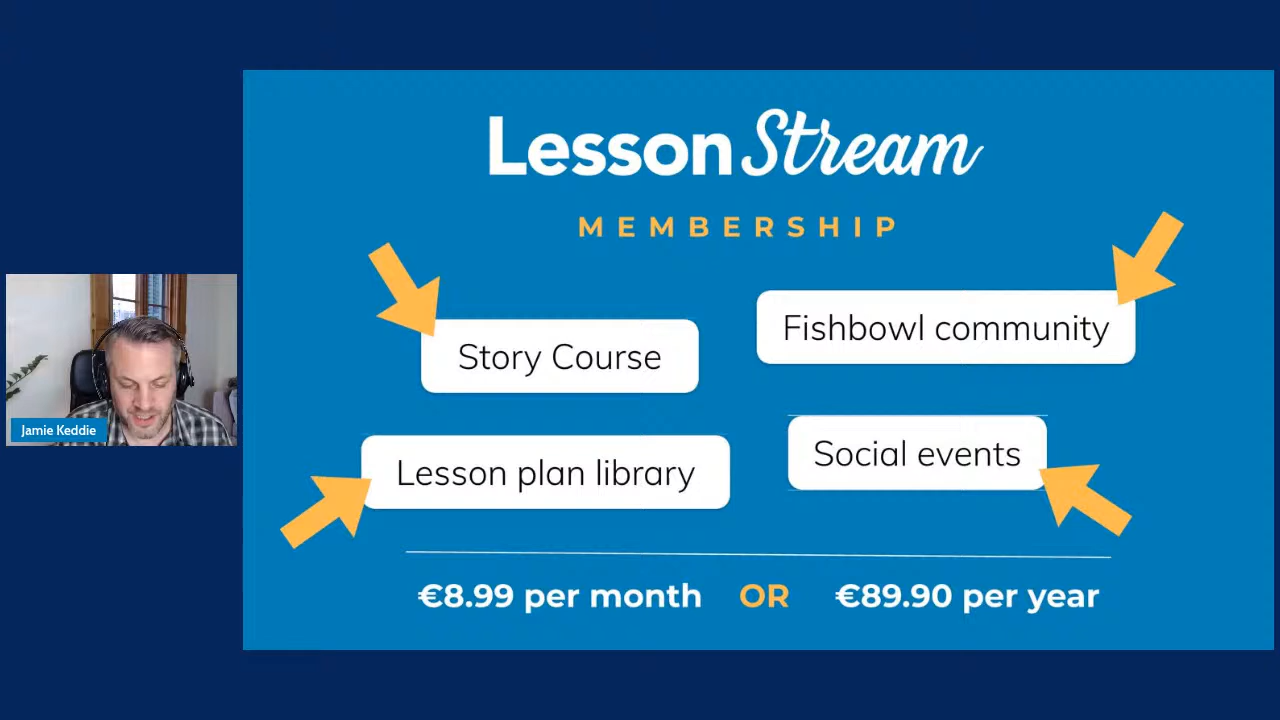 LessonStream
MEMBERSHIP
Story Course
Fishbowl community
Lesson plan library
Social events
€8.99 per month OR €89.90 per year
Jamie Keddie